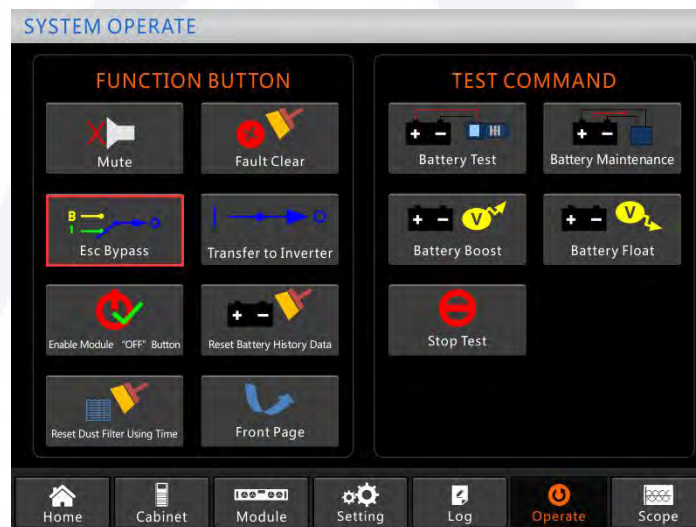 SYSTEM OPERATE
FUNCTION BUTTON
Mute
Fault Clear
B
1
Esc Bypass
Transfer to Inverter
Enable Module "OFF" Button
Reset Battery History Data
Reset Dust Filter Using Time
Front Page
TEST COMMAND
Battery Test
Battery Maintenance
V
Battery Boost
V
Battery Float
Stop Test
Home
Cabinet
Module
Setting
Log
Operate
Scope